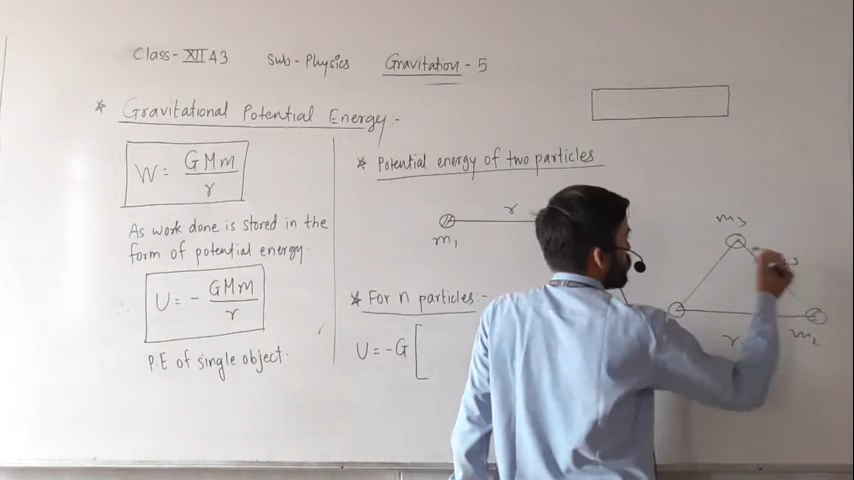 Class-XII 43 Sub-Physics Gravitation-5
* Gravitational Potential Energy:-
W = GMm / r
As work done is stored in the
form of potential energy.
U = - GMm / r
P.E of single object.
* Potential energy of two particles
r
m₁
* For n particles:-
U = -G [
m₃
m₂
r